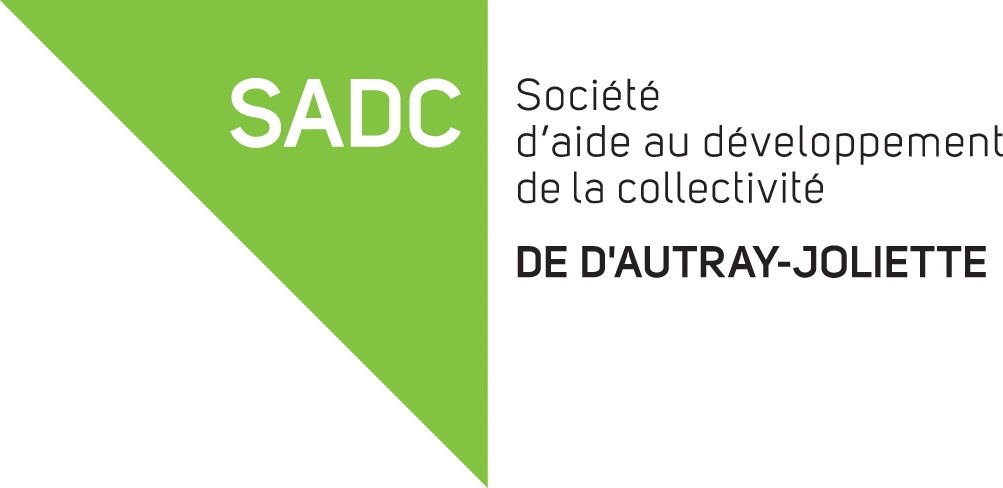 SADC
Société
d’aide au développement
de la collectivité
DE D'AUTRAY-JOLIETTE